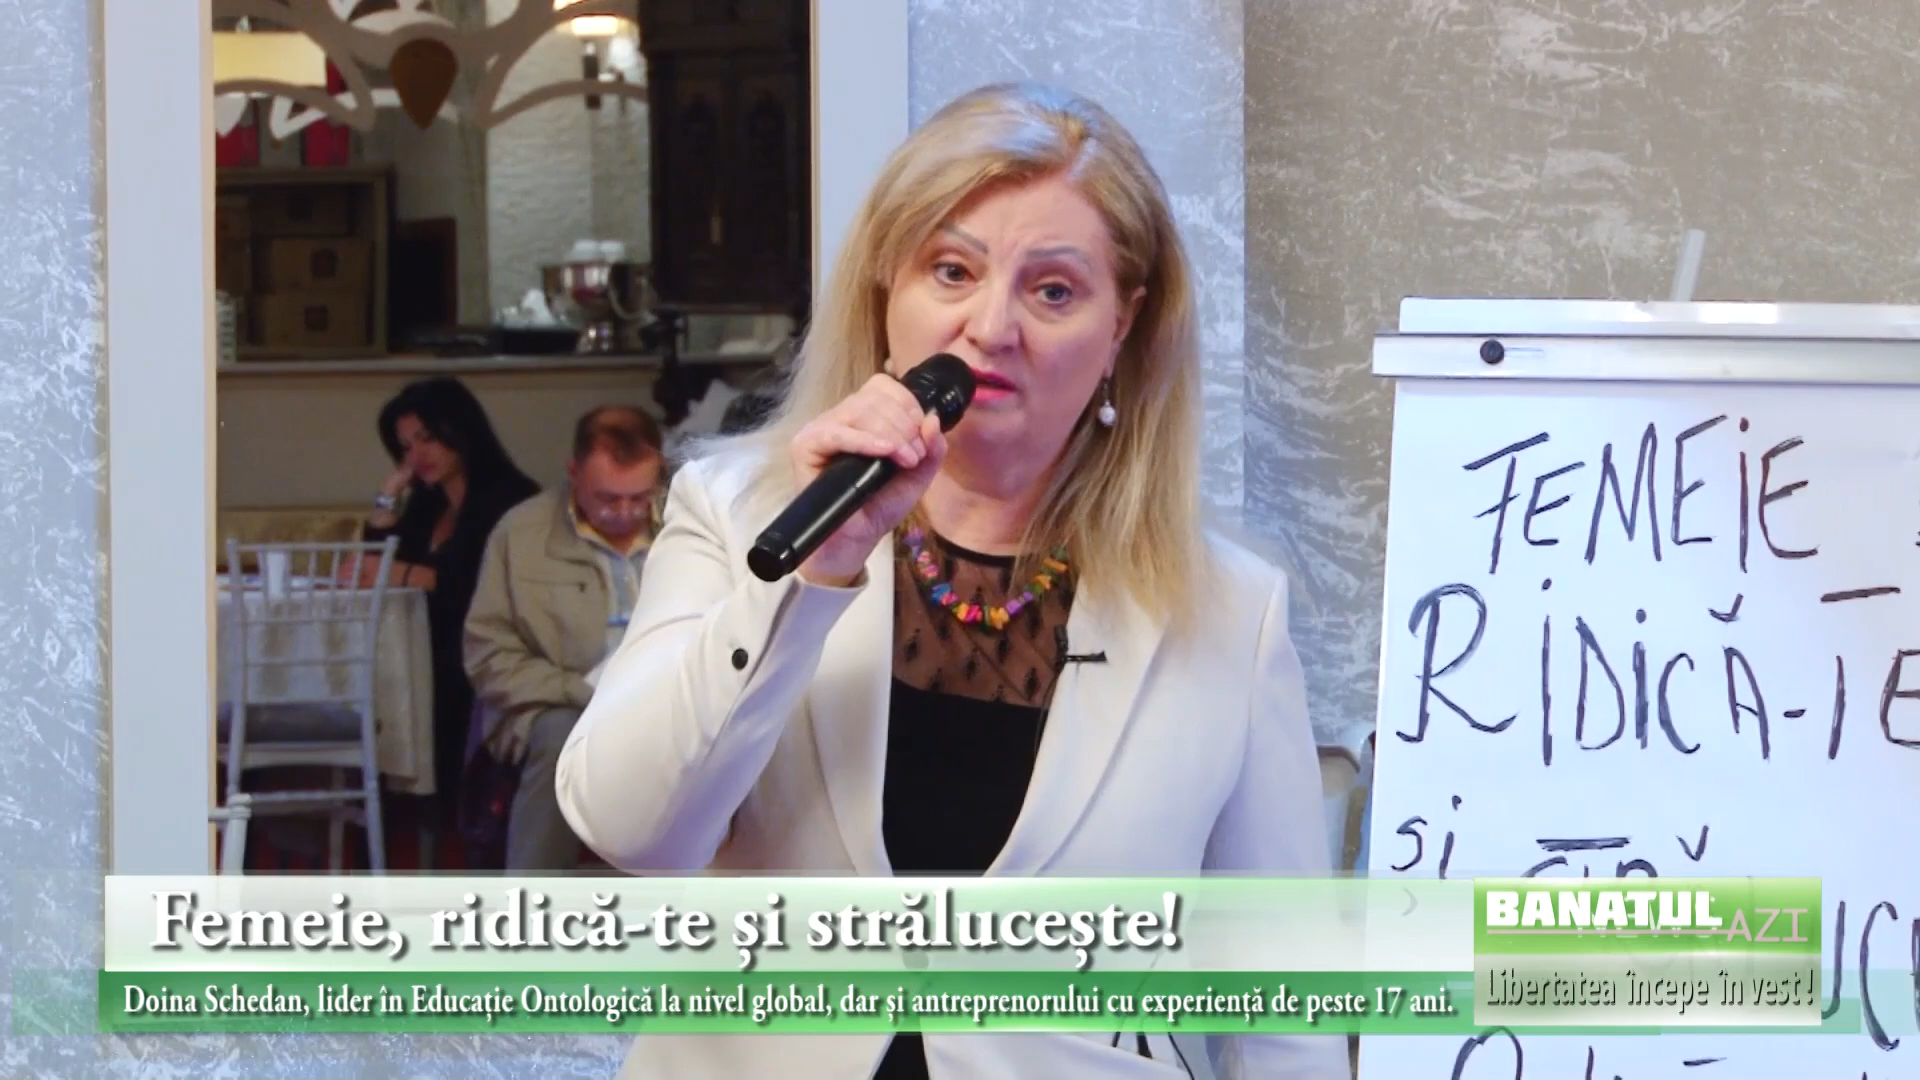 FEMEIE
RIDICĂ-TE
și
Femeie, ridică-te și strălucește!
Doina Schedan, lider în Educație Ontologică la nivel global, dar și antreprenorului cu experiență de peste 17 ani.
BANATUL
AZI
Libertatea începe în vest!